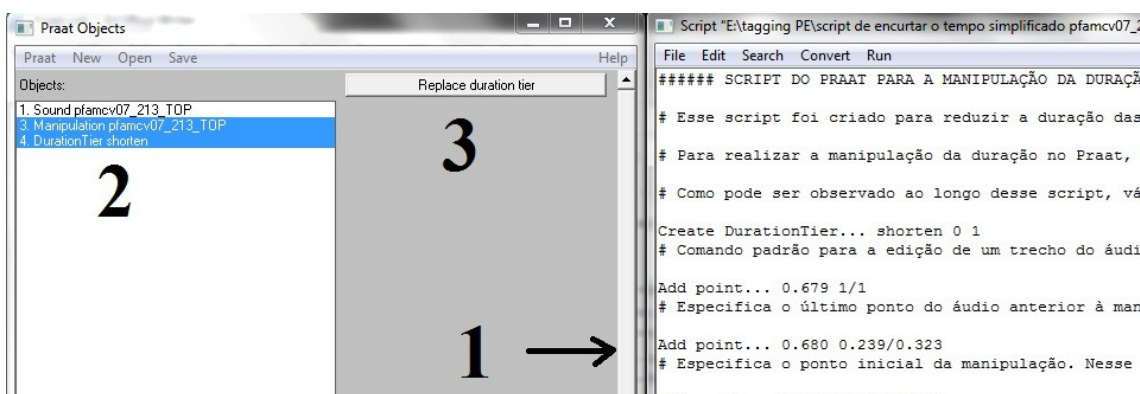 Praat Objects
Praat New Open Save Help
Objects:
Replace duration tier
1. Sound pfamcv07_213_TOP
3. Manipulation pfamcv07_213_TOP
4. DurationTier shorten
2
3
1
Script "E:\tagging PE\script de encurtar o tempo simplificado pfamcv07_2
File Edit Search Convert Run
###### SCRIPT DO PRAAT PARA A MANIPULAÇÃO DA DURAÇÃ
# Esse script foi criado para reduzir a duração das
# Para realizar a manipulação da duração no Praat,
# Como pode ser observado ao longo desse script, vá
Create DurationTier... shorten 0 1
# Comando padrão para a edição de um trecho do áudi
Add point... 0.679 1/1
# Especifica o último ponto do áudio anterior à man
Add point... 0.680 0.239/0.323
# Especifica o ponto inicial da manipulação. Nesse